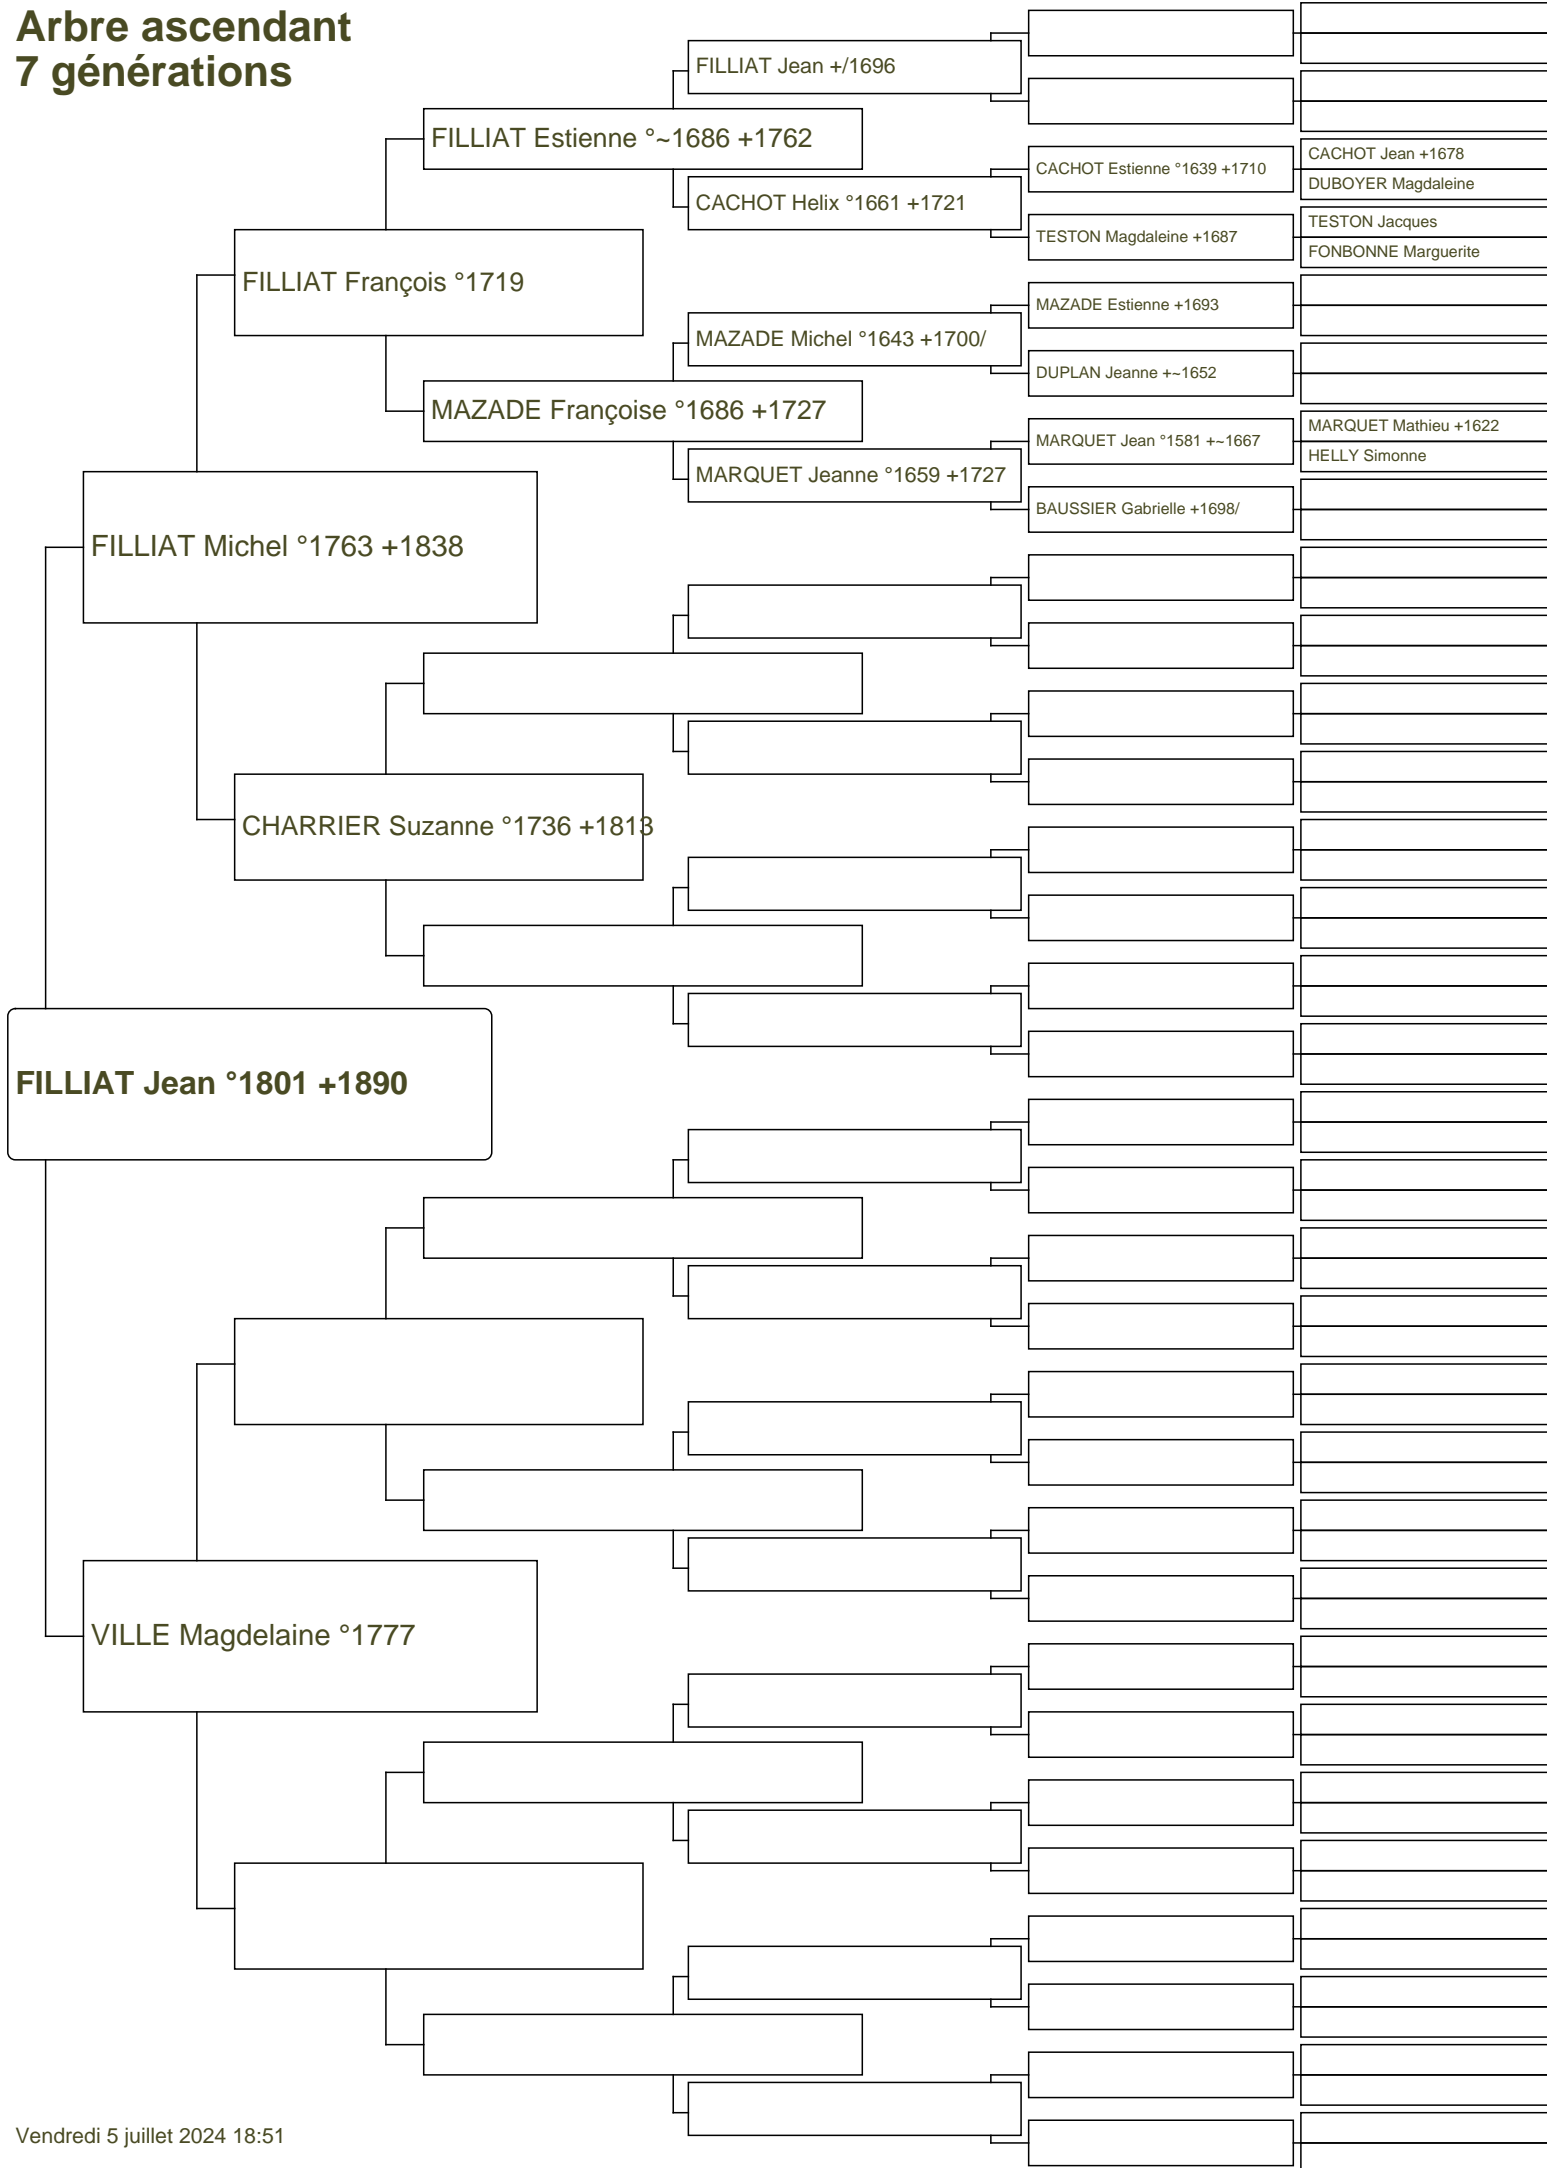 Arbre ascendant
7 générations
FILLIAT Jean +/1696
FILLIAT Estienne °~1686 +1762
CACHOT Jean +1678
CACHOT Estienne °1639 +1710
DUBOYER Magdaleine
CACHOT Helix °1661 +1721
TESTON Jacques
TESTON Magdaleine +1687
FONBONNE Marguerite
FILLIAT François °1719
MAZADE Estienne +1693
MAZADE Michel °1643 +1700/
DUPLAN Jeanne +~1652
MAZADE Françoise °1686 +1727
MARQUET Mathieu +1622
MARQUET Jean °1581 +~1667
HELLY Simonne
MARQUET Jeanne °1659 +1727
BAUSSIER Gabrielle +1698/
FILLIAT Michel °1763 +1838
CHARRIER Suzanne °1736 +1813
FILLIAT Jean °1801 +1890
VILLE Magdelaine °1777
Vendredi 5 juillet 2024 18:51